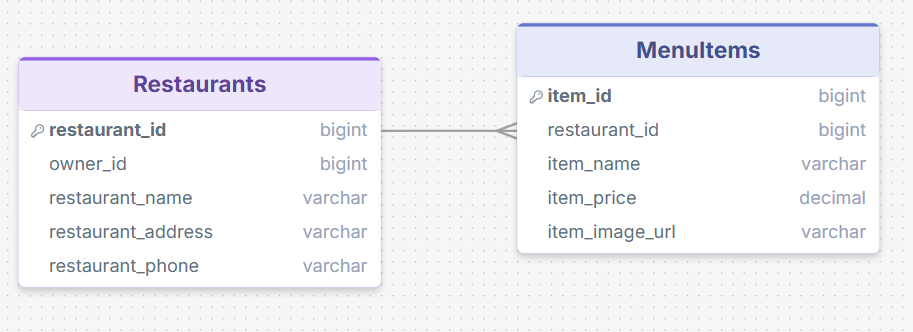 Restaurants
restaurant_id bigint
owner_id bigint
restaurant_name varchar
restaurant_address varchar
restaurant_phone varchar
MenuItems
item_id bigint
restaurant_id bigint
item_name varchar
item_price decimal
item_image_url varchar